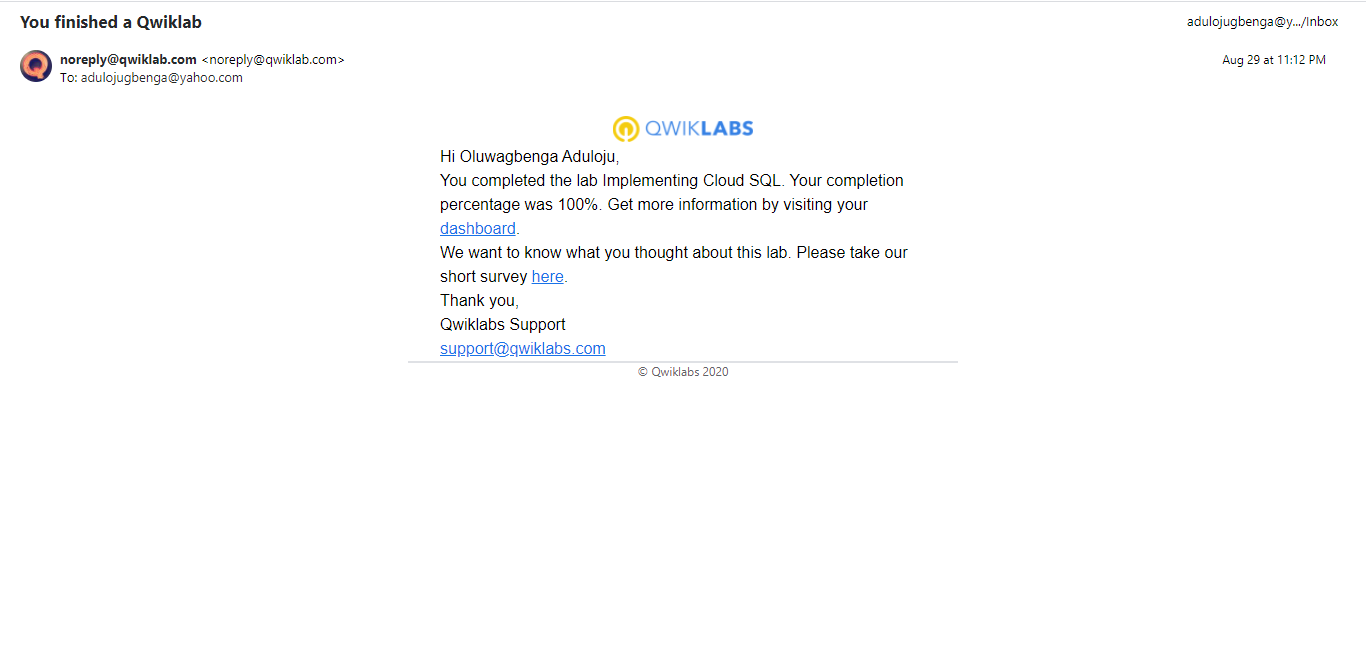 You finished a Qwiklab
adulojugbenga@y.../Inbox
noreply@qwiklab.com <noreply@qwiklab.com>
Aug 29 at 11:12 PM
To: adulojugbenga@yahoo.com
QWIKLABS
Hi Oluwagbenga Aduloju,
You completed the lab Implementing Cloud SQL. Your completion
percentage was 100%. Get more information by visiting your
dashboard.
We want to know what you thought about this lab. Please take our
short survey here.
Thank you,
Qwiklabs Support
support@qwiklabs.com
© Qwiklabs 2020